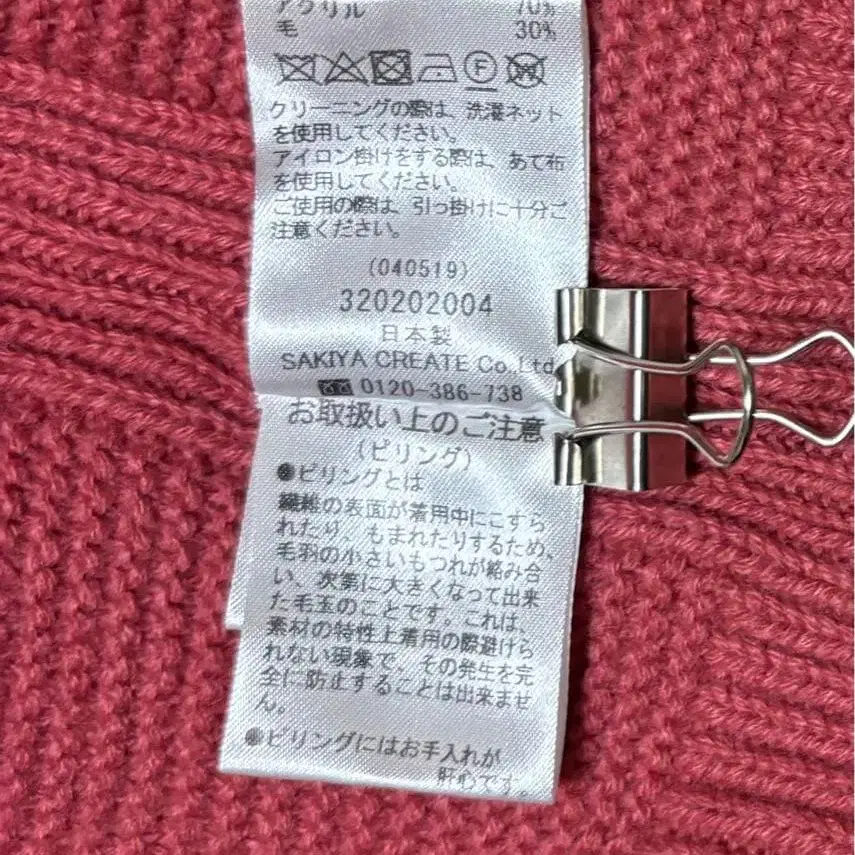 アクリル 70%
毛 30%
F W
クリーニングの際は、洗濯ネット
を使用してください。
アイロン掛けをする際は、あて布
を使用してください。
ご使用の際は、引っ掛けに十分ご
注意ください。
(040519)
320202004
日本製
SAKIYA CREATE Co.Ltd
0120-386-738
お取扱い上のご注意
(ピリング)
●ピリングとは
繊維の表面が着用中にこすら
れたり、もまれたりするため、
毛羽の小さいもつれが絡み合
い、次第に大きくなって出来
た毛玉のことです。これは、
素材の特性上着用の際避けら
れない現象で、その発生を完
全に防止することは出来ませ
ん。
●ピリングにはお手入れが
肝心です。